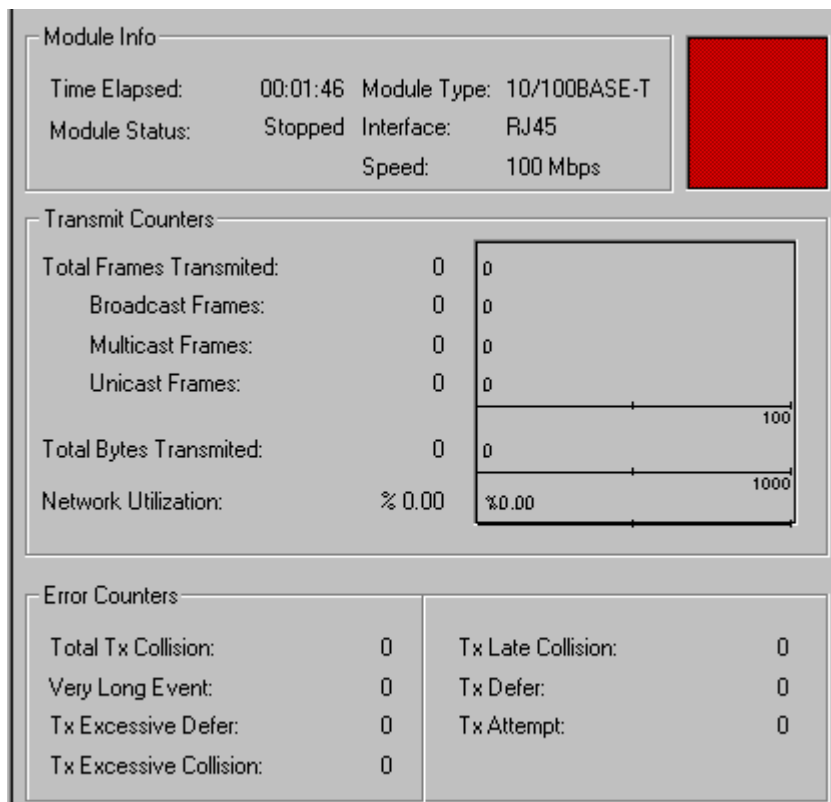 Module Info
Time Elapsed: 00:01:46 Module Type: 10/100BASE-T
Module Status: Stopped Interface: RJ45
Speed: 100 Mbps
Transmit Counters
Total Frames Transmited: 0 0
Broadcast Frames: 0 0
Multicast Frames: 0 0
Unicast Frames: 0 0
100
Total Bytes Transmited: 0 0
1000
Network Utilization: % 0.00 %0.00
Error Counters
Total Tx Collision: 0 Tx Late Collision: 0
Very Long Event: 0 Tx Defer: 0
Tx Excessive Defer: 0 Tx Attempt: 0
Tx Excessive Collision: 0